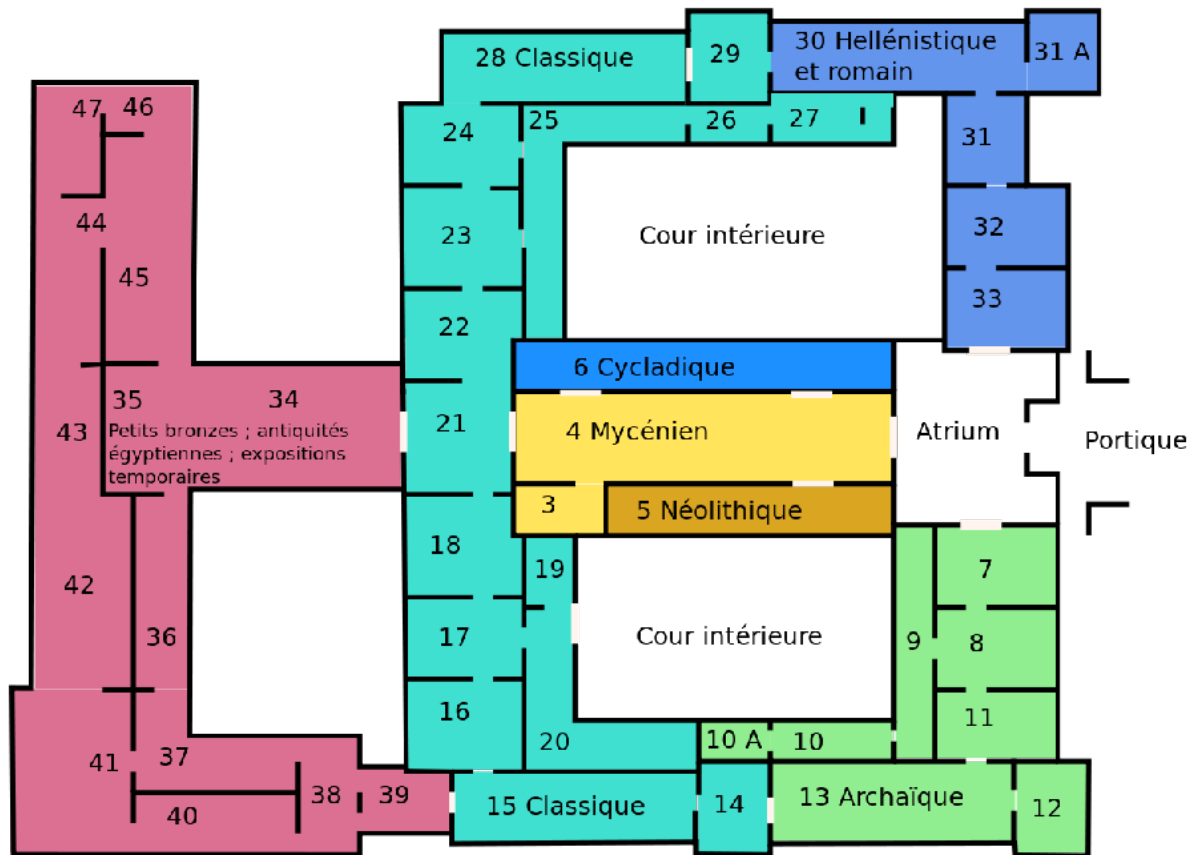 28 Classique
29
30 Hellénistique
et romain
31 A
47
46
24
25
26
27
31
44
23
Cour intérieure
32
45
22
33
6 Cycladique
35
34
43
Petits bronzes ; antiquités
égyptiennes ; expositions
temporaires
21
4 Mycénien
Atrium
Portique
3
5 Néolithique
18
19
7
42
36
17
Cour intérieure
9
8
16
20
10 A
10
11
41
37
40
38
39
15 Classique
14
13 Archaïque
12